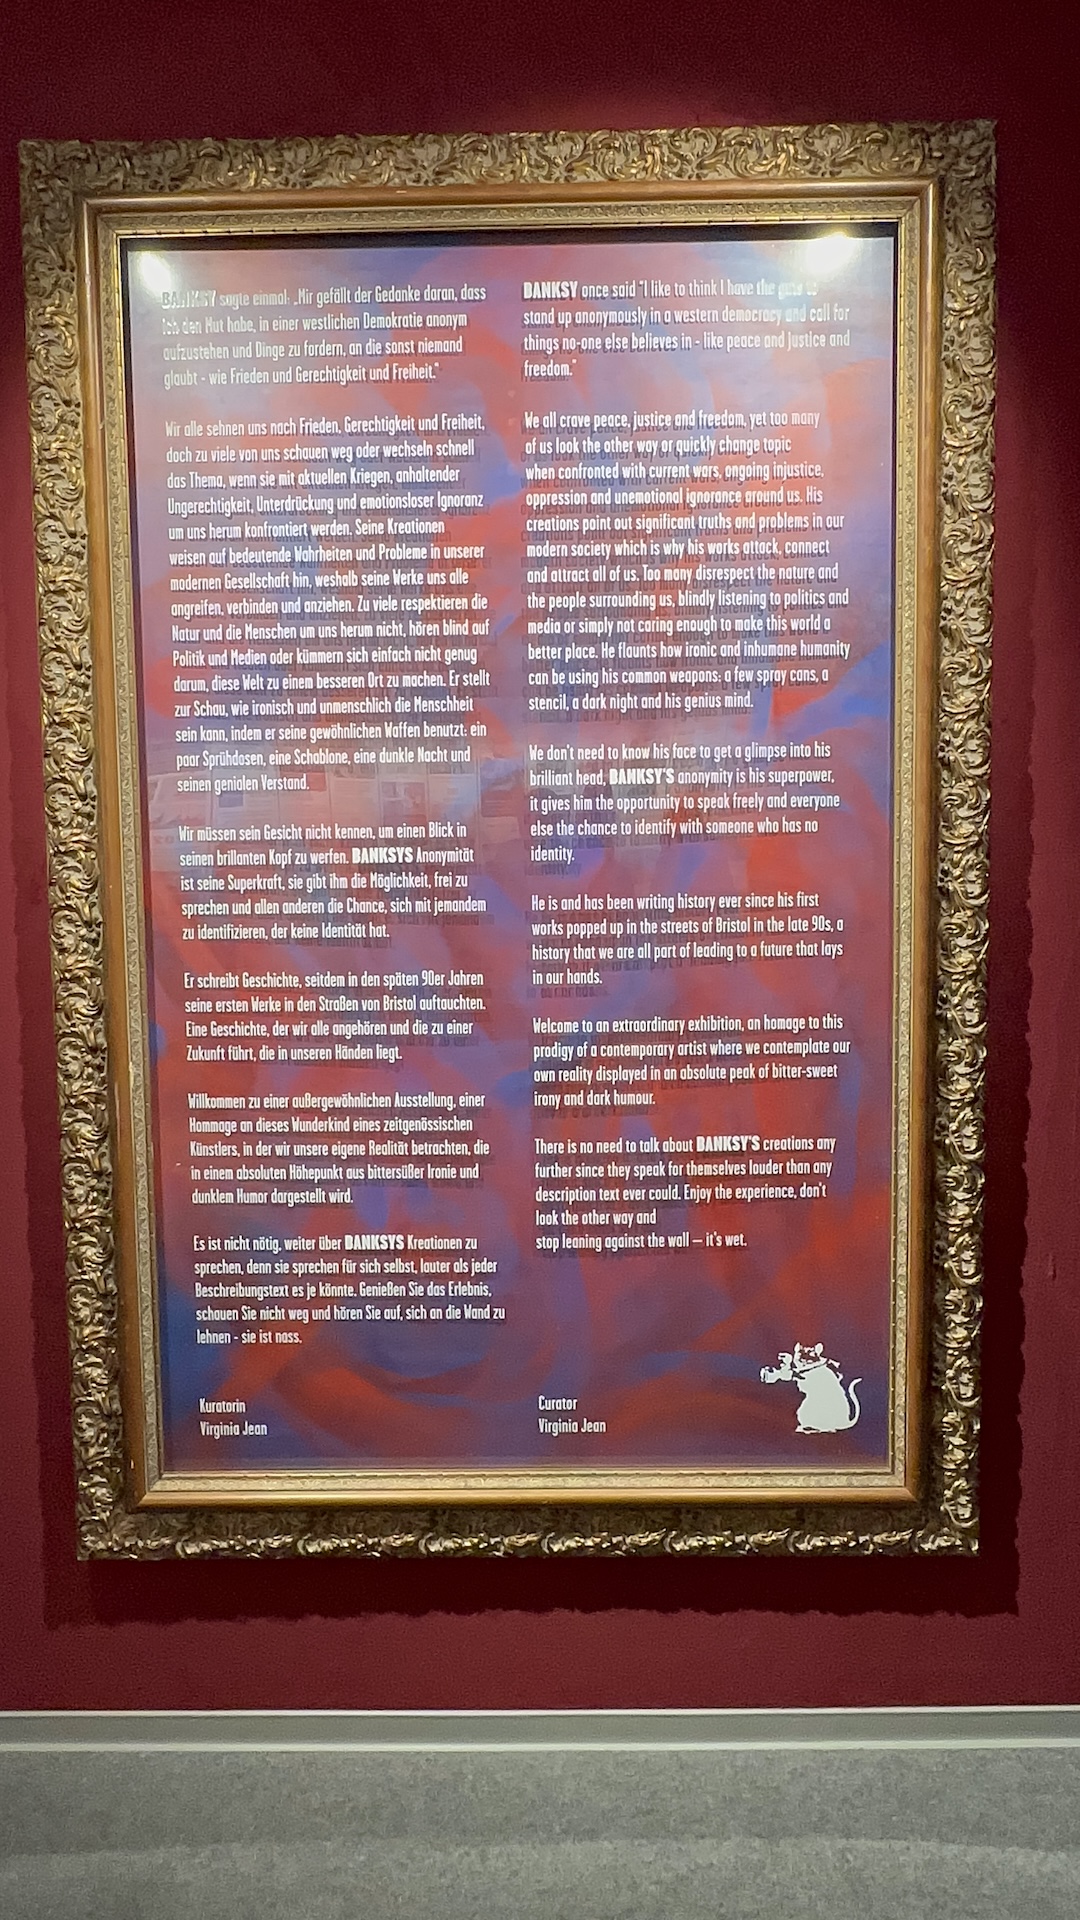 BANKSY sagte einmal: „Mir gefällt der Gedanke daran, dass
ich den Mut habe, in einer westlichen Demokratie anonym
aufzustehen und Dinge zu fordern, an die sonst niemand
glaubt - wie Frieden und Gerechtigkeit und Freiheit."
Wir alle sehnen uns nach Frieden, Gerechtigkeit und Freiheit,
doch zu viele von uns schauen weg oder wechseln schnell
das Thema, wenn sie mit aktuellen Kriegen, anhaltender
Ungerechtigkeit, Unterdrückung und emotionsloser Ignoranz
um uns herum konfrontiert werden. Seine Kreationen
weisen auf bedeutende Wahrheiten und Probleme in unserer
modernen Gesellschaft hin, weshalb seine Werke uns alle
angreifen, verbinden und anziehen. Zu viele respektieren die
Natur und die Menschen um uns herum nicht, hören blind auf
Politik und Medien oder kümmern sich einfach nicht genug
darum, diese Welt zu einem besseren Ort zu machen. Er stellt
zur Schau, wie ironisch und unmenschlich die Menschheit
sein kann, indem er seine gewöhnlichen Waffen benutzt: ein
paar Sprühdosen, eine Schablone, eine dunkle Nacht und
seinen genialen Verstand.
Wir müssen sein Gesicht nicht kennen, um einen Blick in
seinen brillanten Kopf zu werfen. BANKSYS Anonymität
ist seine Superkraft, sie gibt ihm die Möglichkeit, frei zu
sprechen und allen anderen die Chance, sich mit jemandem
zu identifizieren, der keine Identität hat.
Er schreibt Geschichte, seitdem in den späten 90er Jahren
seine ersten Werke in den Straßen von Bristol auftauchten.
Eine Geschichte, der wir alle angehören und die zu einer
Zukunft führt, die in unseren Händen liegt.
Willkommen zu einer außergewöhnlichen Ausstellung, einer
Hommage an dieses Wunderkind eines zeitgenössischen
Künstlers, in der wir unsere eigene Realität betrachten, die
in einem absoluten Höhepunkt aus bittersüßer Ironie und
dunklem Humor dargestellt wird.
Es ist nicht nötig, weiter über BANKSYS Kreationen zu
sprechen, denn sie sprechen für sich selbst, lauter als jeder
Beschreibungstext es je könnte. Genießen Sie das Erlebnis,
schauen Sie nicht weg und hören Sie auf, sich an die Wand zu
lehnen - sie ist nass.
Kuratorin
Virginia Jean
BANKSY once said "I like to think I have the guts to
stand up anonymously in a western democracy and call for
things no-one else believes in - like peace and justice and
freedom."
We all crave peace, justice and freedom, yet too many
of us look the other way or quickly change topic
when confronted with current wars, ongoing injustice,
oppression and unemotional ignorance around us. His
creations point out significant truths and problems in our
modern society which is why his works attack, connect
and attract all of us. Too many disrespect the nature and
the people surrounding us, blindly listening to politics and
media or simply not caring enough to make this world a
better place. He flaunts how ironic and inhumane humanity
can be using his common weapons: a few spray cans, a
stencil, a dark night and his genius mind.
We don't need to know his face to get a glimpse into his
brilliant head, BANKSY'S anonymity is his superpower,
it gives him the opportunity to speak freely and everyone
else the chance to identify with someone who has no
identity.
He is and has been writing history ever since his first
works popped up in the streets of Bristol in the late 90s, a
history that we are all part of leading to a future that lays
in our hands.
Welcome to an extraordinary exhibition, an homage to this
prodigy of a contemporary artist where we contemplate our
own reality displayed in an absolute peak of bitter-sweet
irony and dark humour.
There is no need to talk about BANKSY'S creations any
further since they speak for themselves louder than any
description text ever could. Enjoy the experience, don't
look the other way and
stop leaning against the wall – it's wet.
Curator
Virginia Jean